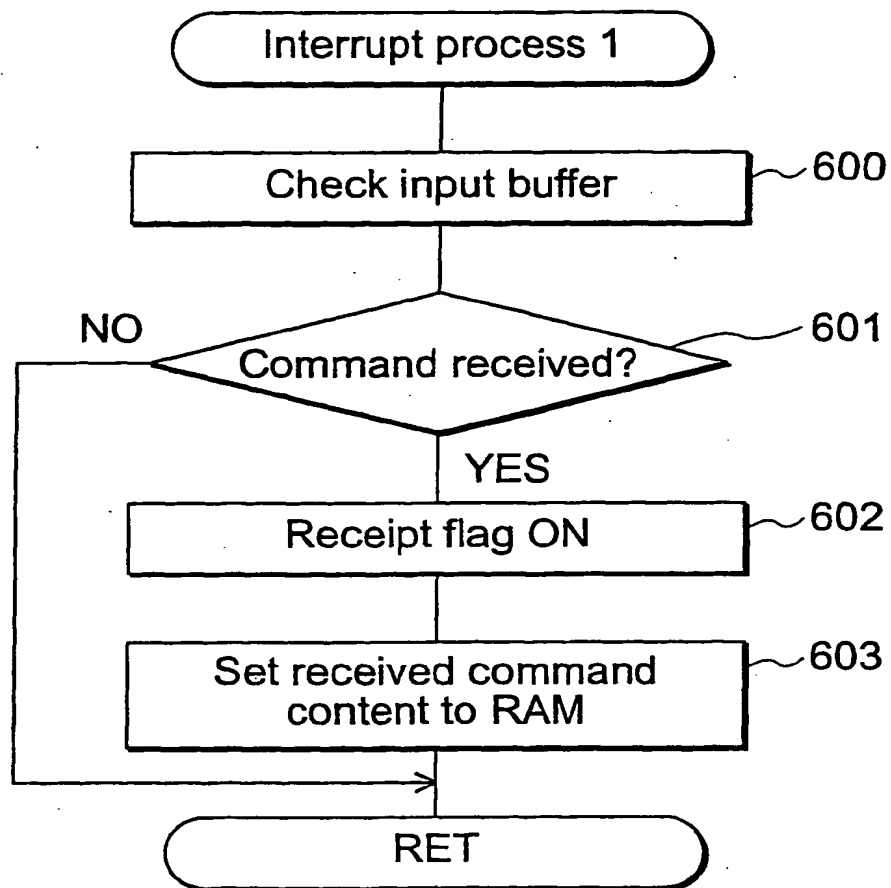 Interrupt process 1
Check input buffer
600
NO
Command received?
601
YES
Receipt flag ON
602
Set received command
content to RAM
603
RET